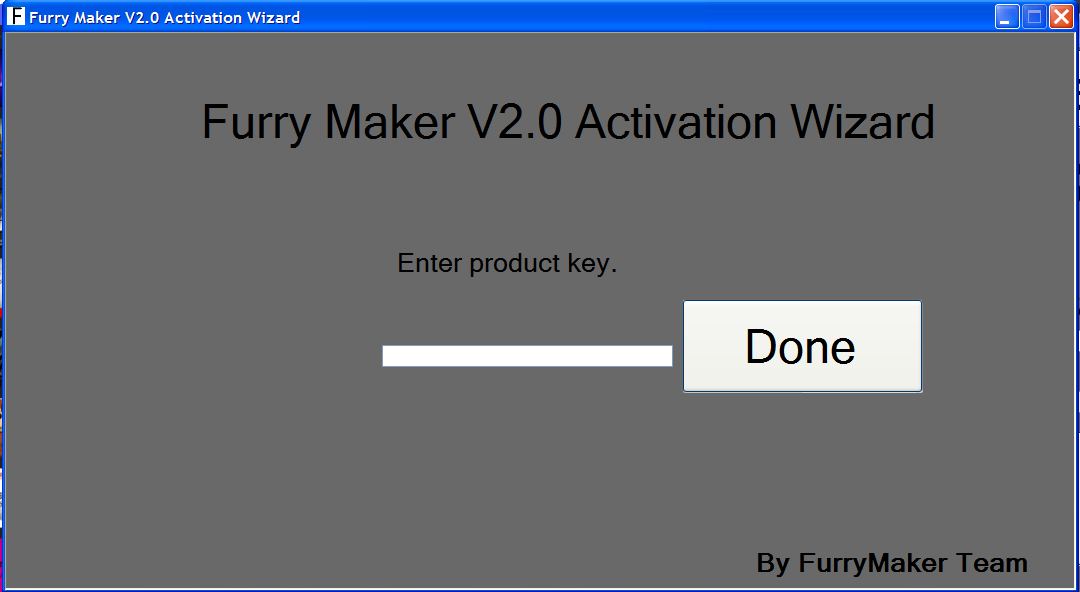 F Furry Maker V2.0 Activation Wizard
Furry Maker V2.0 Activation Wizard
Enter product key.
Done
By FurryMaker Team